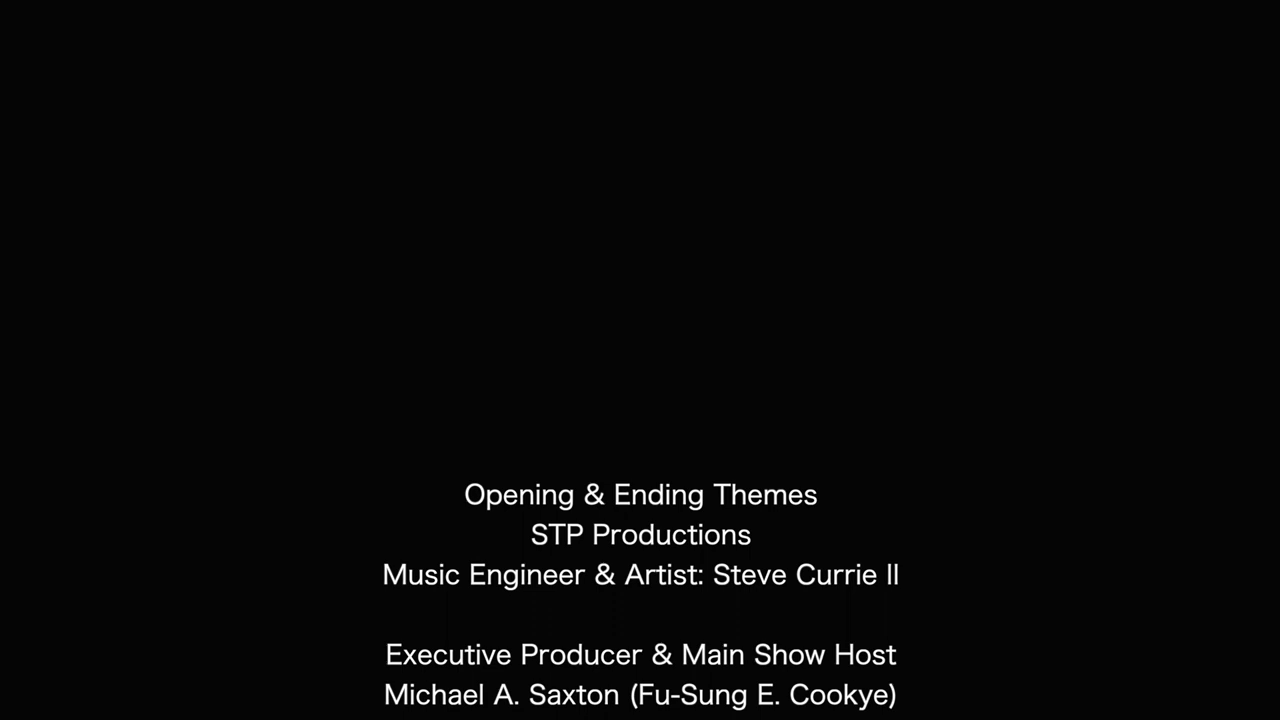 Opening & Ending Themes
STP Productions
Music Engineer & Artist: Steve Currie II
Executive Producer & Main Show Host
Michael A. Saxton (Fu-Sung E. Cookye)